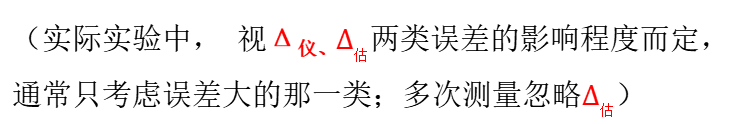 （实际实验中， 视Δ仪、Δ估两类误差的影响程度而定，
通常只考虑误差大的那一类；多次测量忽略Δ估）